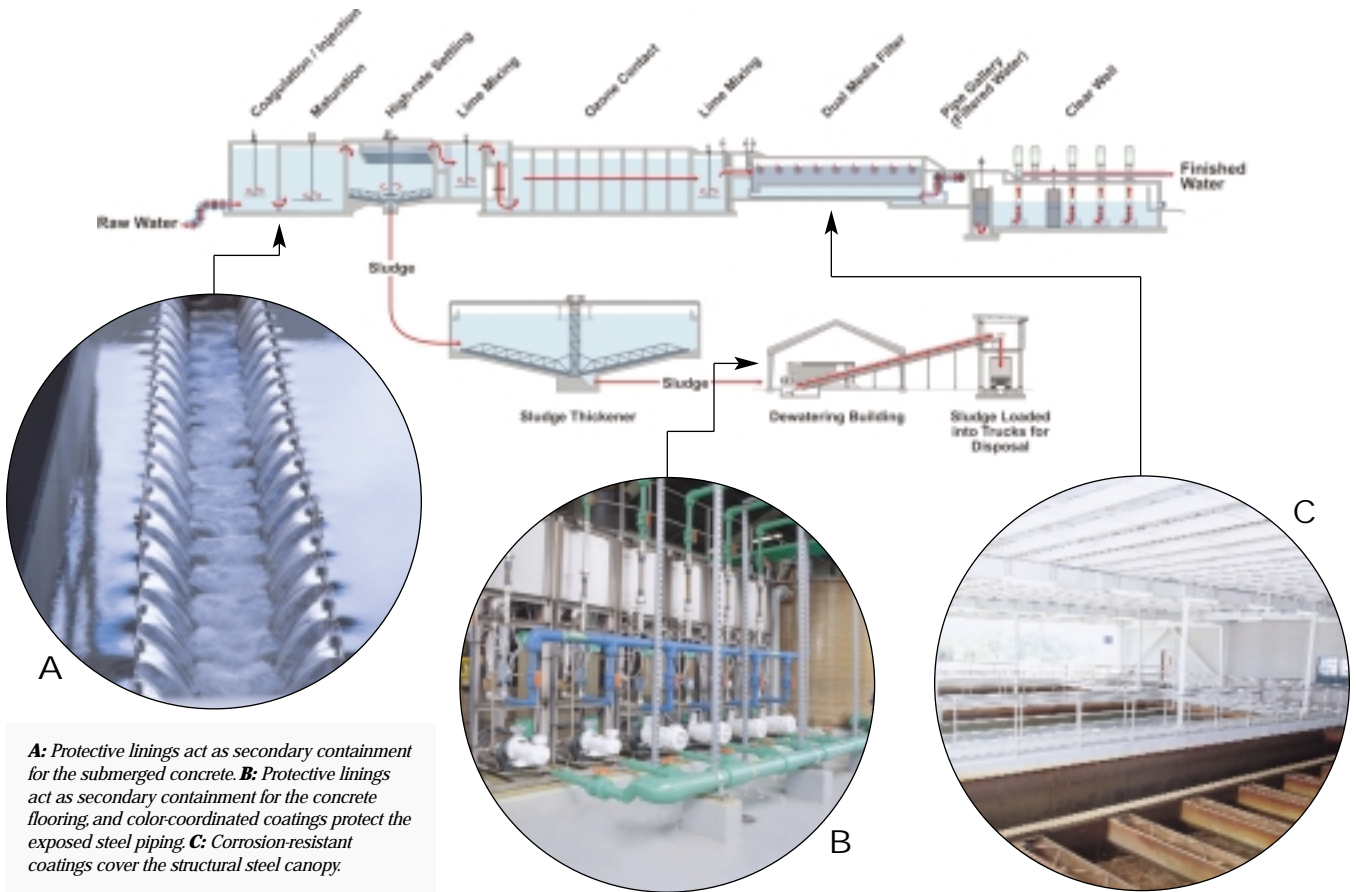 Coagulation / Injection
Maturation
High-rate Settling
Lime Mixing
Ozone Contact
Lime Mixing
Dual Media Filter
Pipe Gallery
(Filtered Water)
Clear Well
Finished
Water
Raw Water
Sludge
Sludge
Sludge Thickener
Dewatering Building
Sludge Loaded
Into Trucks for
Disposal
A
B
C
A: Protective linings act as secondary containment
for the submerged concrete. B: Protective linings
act as secondary containment for the concrete
flooring, and color-coordinated coatings protect the
exposed steel piping. C: Corrosion-resistant
coatings cover the structural steel canopy.